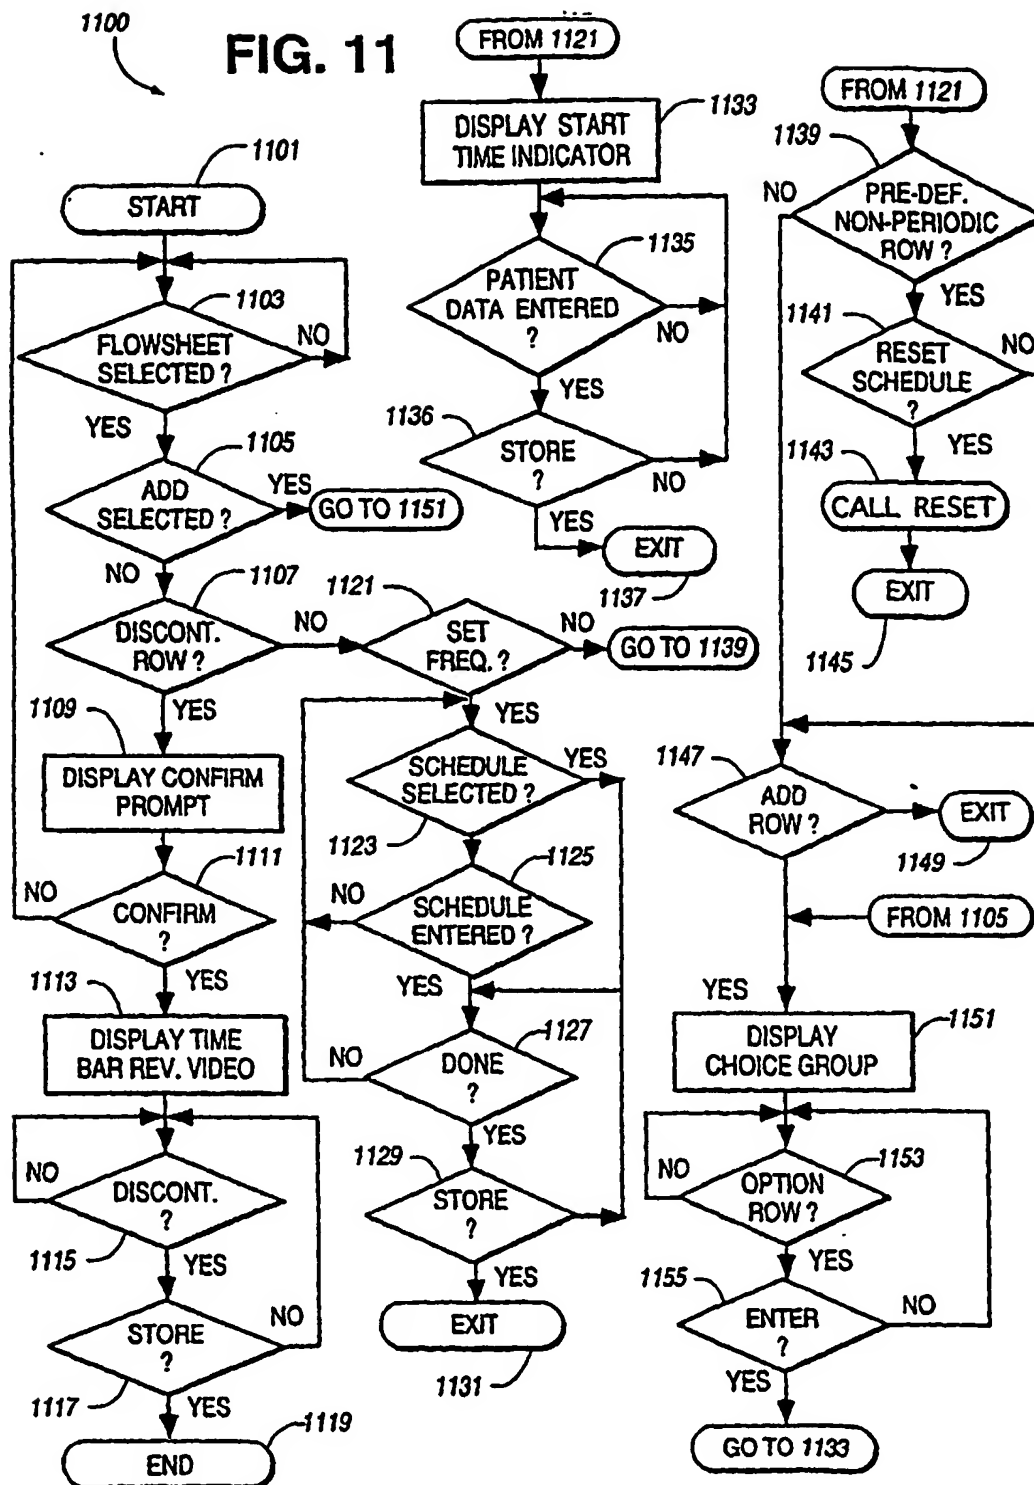 1100
FIG. 11
1101
START
1103
FLOWSHEET
SELECTED ?
NO
YES
1105
ADD
SELECTED ?
YES
GO TO 1151
NO
1107
DISCONT.
ROW ?
NO
YES
1109
DISPLAY CONFIRM
PROMPT
1111
NO
CONFIRM
?
YES
1113
DISPLAY TIME
BAR REV. VIDEO
NO
DISCONT.
?
1115
YES
STORE
?
NO
1117
YES
1119
END
FROM 1121
1133
DISPLAY START
TIME INDICATOR
1135
PATIENT
DATA ENTERED
?
NO
YES
1136
STORE
?
NO
YES
EXIT
1137
1121
SET
FREQ. ?
NO
GO TO 1139
YES
SCHEDULE
SELECTED ?
YES
1123
1125
NO
SCHEDULE
ENTERED ?
YES
1127
NO
DONE
?
YES
1129
STORE
?
YES
EXIT
1131
FROM 1121
1139
NO
PRE-DEF.
NON-PERIODIC
ROW ?
YES
1141
NO
RESET
SCHEDULE
?
YES
1143
CALL RESET
EXIT
1145
1147
ADD
ROW ?
EXIT
1149
FROM 1105
YES
1151
DISPLAY
CHOICE GROUP
1153
NO
OPTION
ROW ?
YES
1155
ENTER
?
NO
YES
GO TO 1133